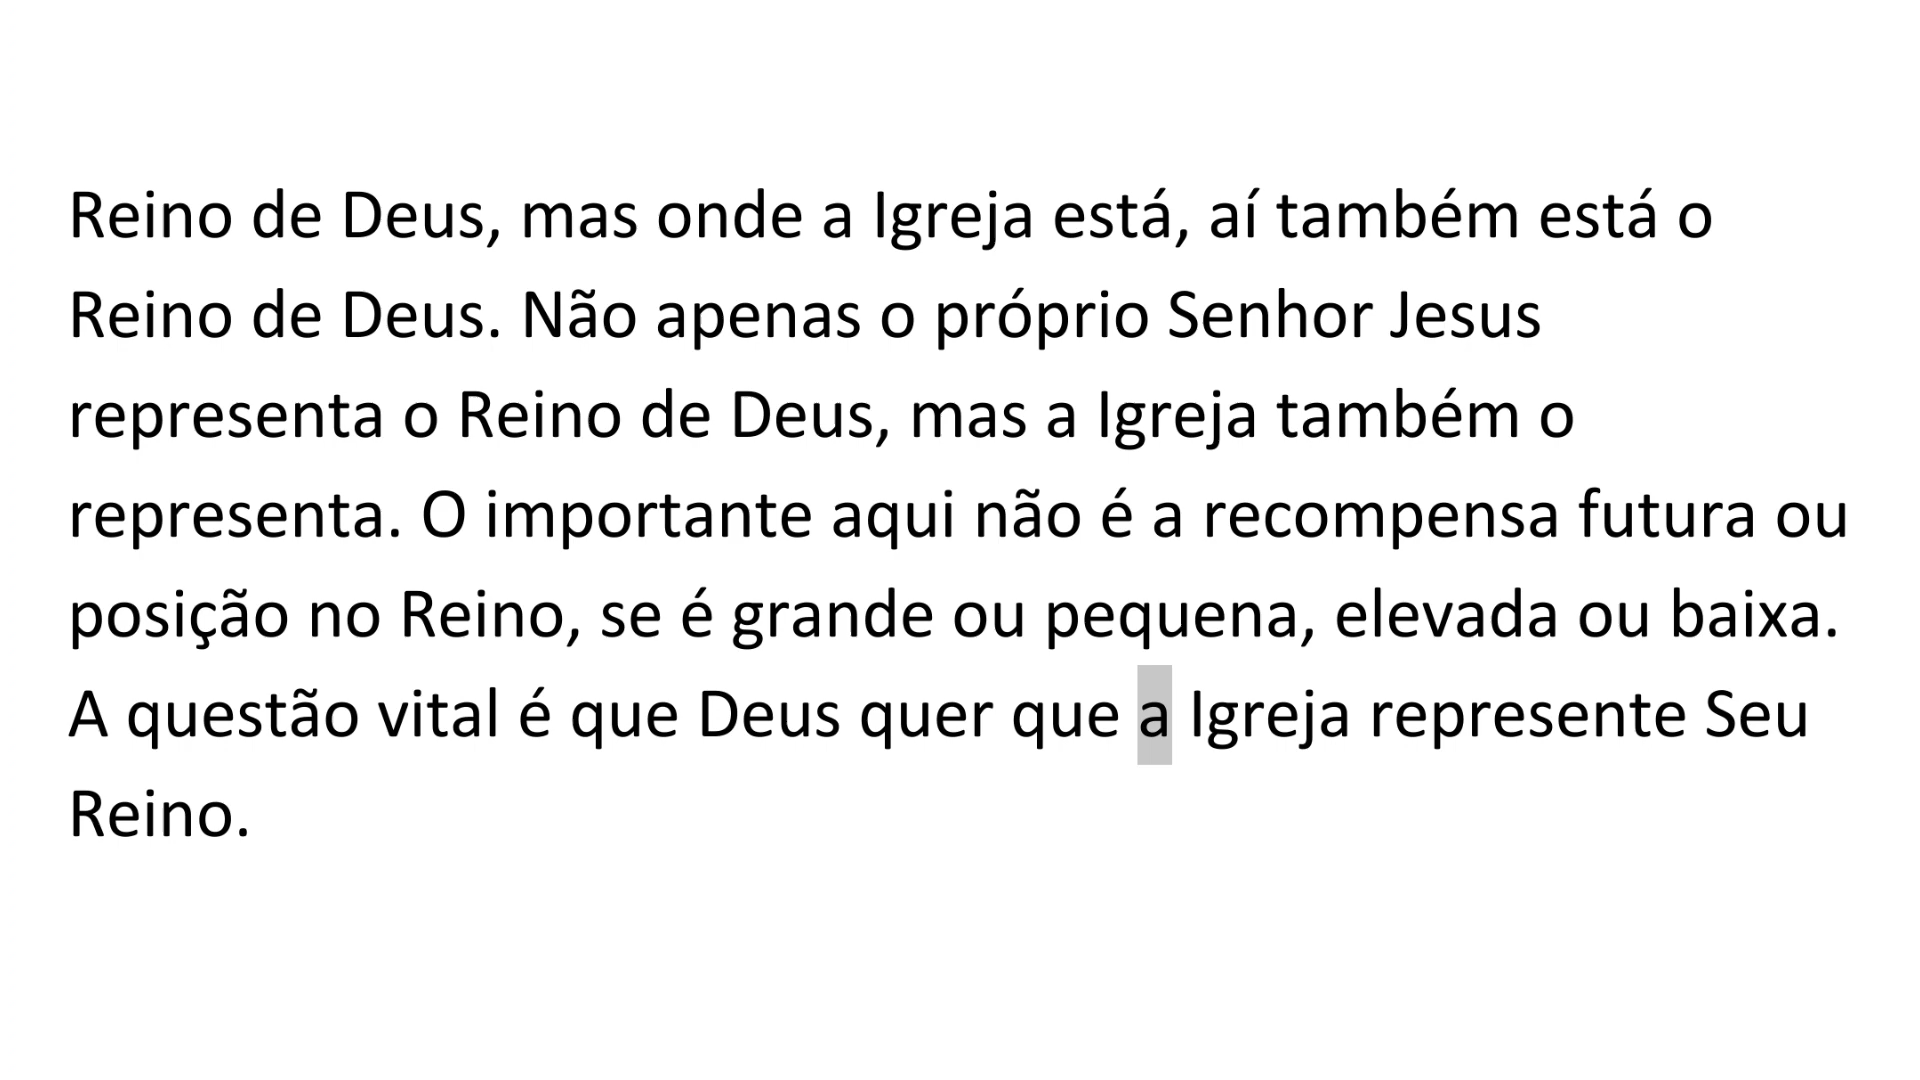 Reino de Deus, mas onde a Igreja está, aí também está o
Reino de Deus. Não apenas o próprio Senhor Jesus
representa o Reino de Deus, mas a Igreja também o
representa. O importante aqui não é a recompensa futura ou
posição no Reino, se é grande ou pequena, elevada ou baixa.
A questão vital é que Deus quer que a Igreja represente Seu
Reino.